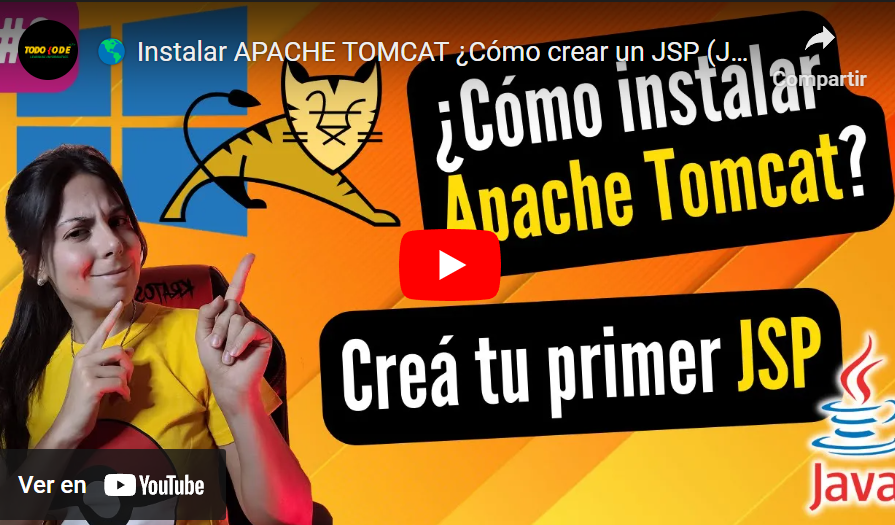 #
TODO CODE
Instalar APACHE TOMCAT ¿Cómo crear un JSP (J...
Compartir
¿Cómo instalar
Apache Tomcat?
KRATOS
Creá tu primer JSP
Java
Ver en YouTube